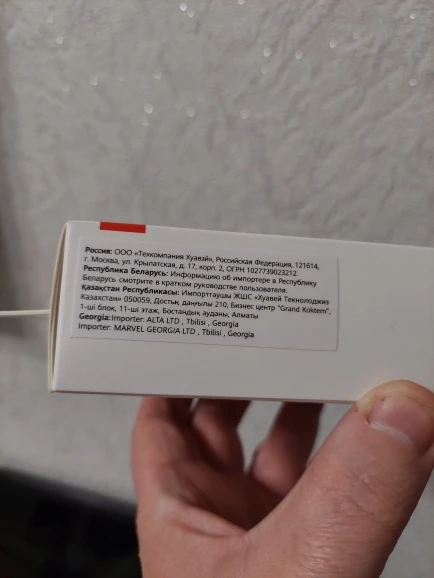 Россия: ООО «Техкомпания Хуавэй», Российская Федерация, 121614,
г. Москва, ул. Крылатская, д. 17, корп. 2, ОГРН 1027739023212.
Республика Беларусь: Информацию об импортере в Республику
Беларусь смотрите в кратком руководстве пользователя.
Қазақстан Республикасы: Импорттаушы ЖШС «Хуавей Текнолоджиз
Казахстан» 050059, Достық даңғылы 210, Бизнес центр "Grand Koktem",
1-ші блок, 11-ші этаж, Бостандық ауданы, Алматы
Georgia:Importer: ALTA LTD , Tbilisi , Georgia
Importer: MARVEL GEORGIA LTD , Tbilisi , Georgia